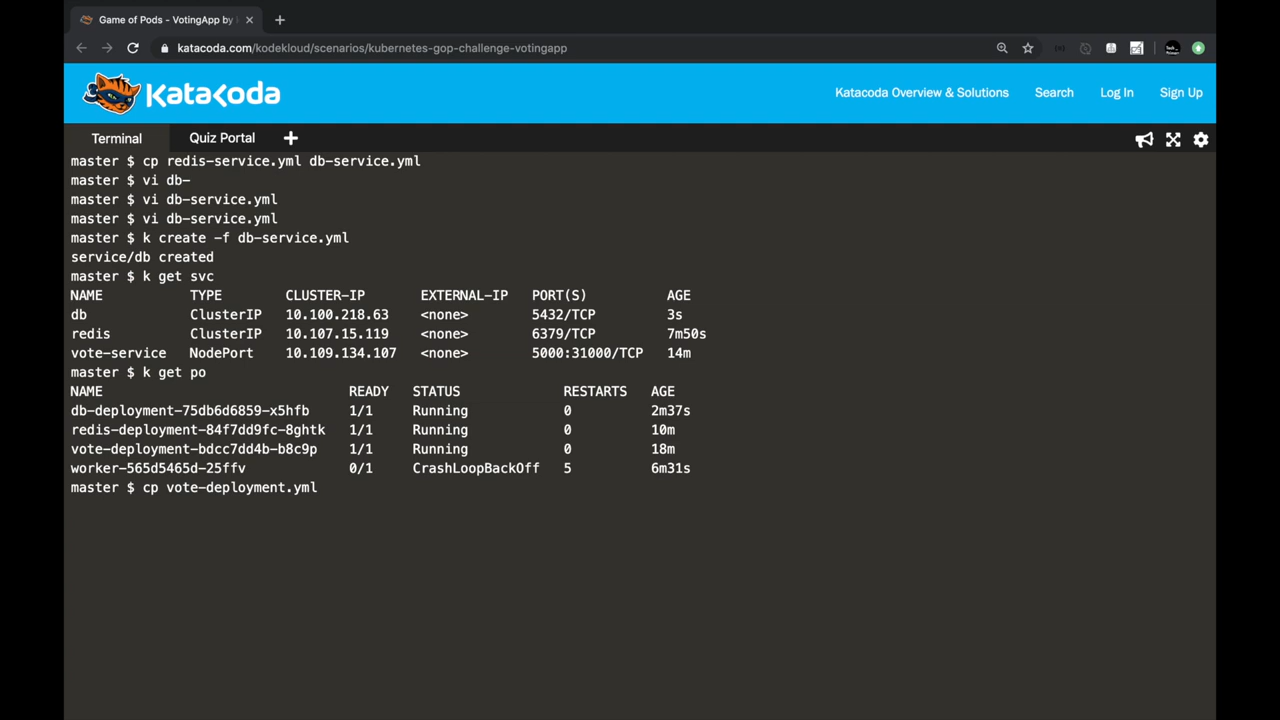 Game of Pods - VotingApp by
katacoda.com/kodekloud/scenarios/kubernetes-gop-challenge-votingapp
Katacoda
Katacoda Overview & Solutions Search Log In Sign Up
Terminal Quiz Portal
master $ cp redis-service.yml db-service.yml
master $ vi db-
master $ vi db-service.yml
master $ vi db-service.yml
master $ k create -f db-service.yml
service/db created
master $ k get svc
NAME TYPE CLUSTER-IP EXTERNAL-IP PORT(S) AGE
db ClusterIP 10.100.218.63 <none> 5432/TCP 3s
redis ClusterIP 10.107.15.119 <none> 6379/TCP 7m50s
vote-service NodePort 10.109.134.107 <none> 5000:31000/TCP 14m
master $ k get po
NAME READY STATUS RESTARTS AGE
db-deployment-75db6d6859-x5hfb 1/1 Running 0 2m37s
redis-deployment-84f7dd9fc-8ghtk 1/1 Running 0 10m
vote-deployment-bdcc7dd4b-b8c9p 1/1 Running 0 18m
worker-565d5465d-25ffv 0/1 CrashLoopBackOff 5 6m31s
master $ cp vote-deployment.yml